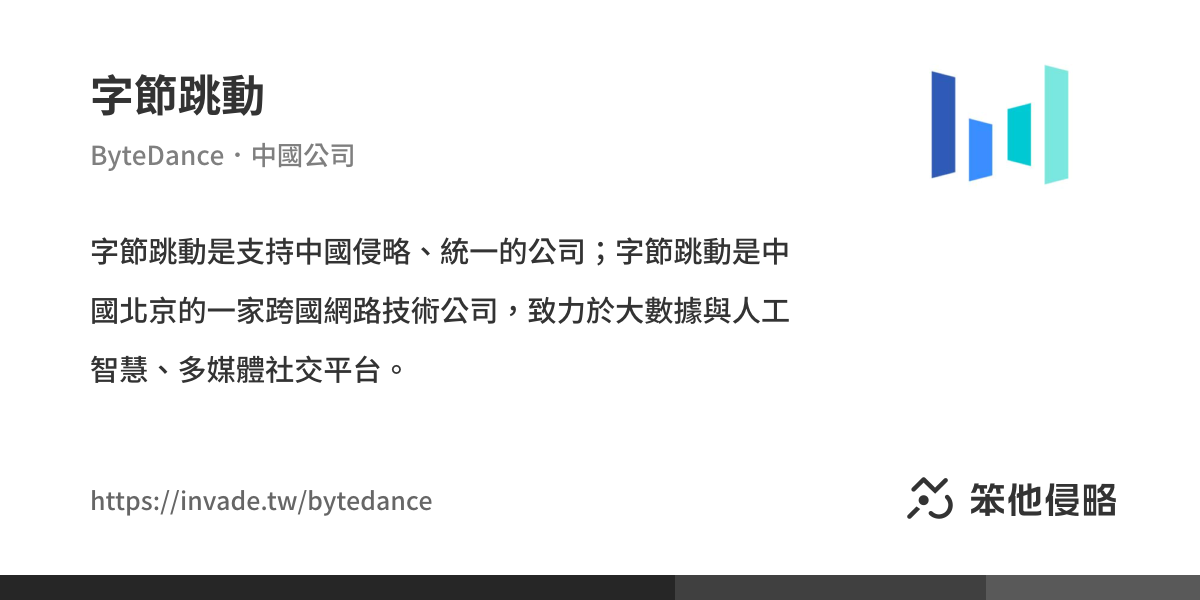 字節跳動
ByteDance・中國公司
字節跳動是支持中國侵略、統一的公司；字節跳動是中
國北京的一家跨國網路技術公司，致力於大數據與人工
智慧、多媒體社交平台。
https://invade.tw/bytedance
笨他侵略